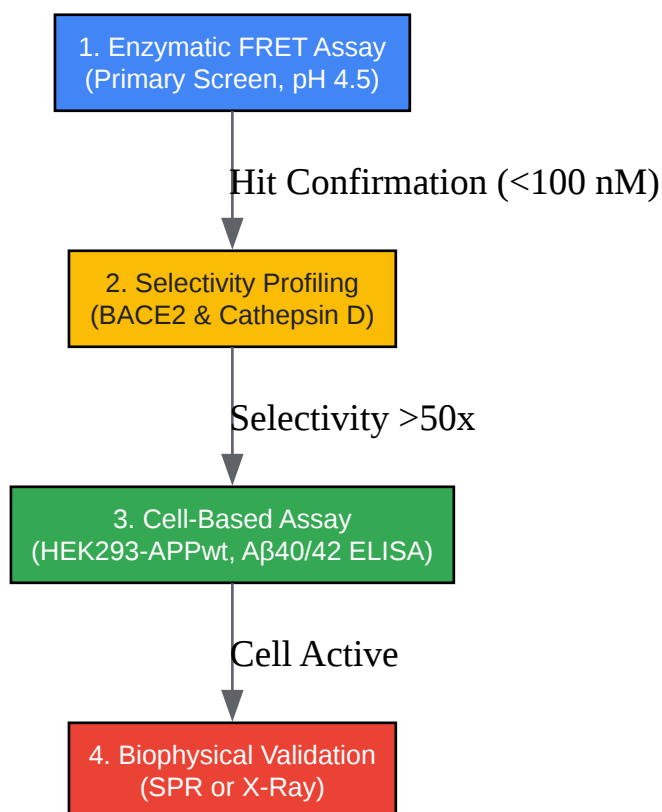 1. Enzymatic FRET Assay
(Primary Screen, pH 4.5)
Hit Confirmation (<100 nM)
2. Selectivity Profiling
(BACE2 & Cathepsin D)
Selectivity >50x
3. Cell-Based Assay
(HEK293-APPwt, Aβ40/42 ELISA)
Cell Active
4. Biophysical Validation
(SPR or X-Ray)